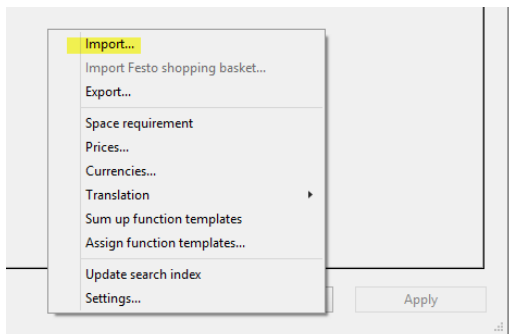 Import...
Import Festo shopping basket...
Export...
Space requirement
Prices...
Currencies...
Translation
Sum up function templates
Assign function templates...
Update search index
Settings...
Apply